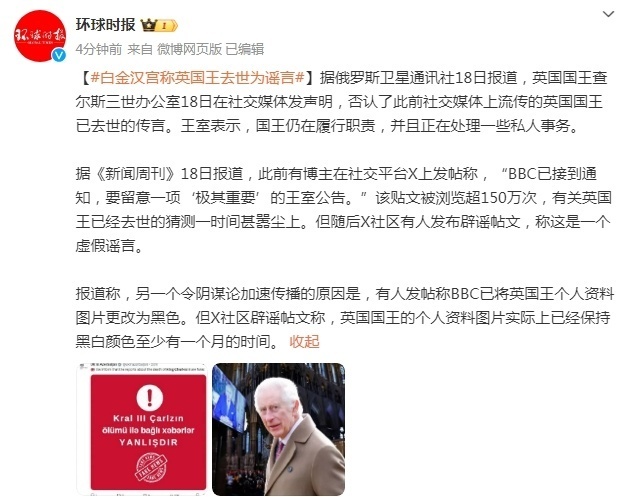 环球时报
环球时报
4分钟前 来自 微博网页版 已编辑
【#白金汉宫称英国王去世为谣言#】据俄罗斯卫星通讯社18日报道，英国国王查
尔斯三世办公室18日在社交媒体发声明，否认了此前社交媒体上流传的英国国王
已去世的传言。王室表示，国王仍在履行职责，并且正在处理一些私人事务。
据《新闻周刊》18日报道，此前有博主在社交平台X上发帖称，“BBC已接到通
知，要留意一项‘极其重要’的王室公告。”该贴文被浏览超150万次，有关英国
王已经去世的猜测一时间甚嚣尘上。但随后X社区有人发布辟谣帖文，称这是一个
虚假谣言。
报道称，另一个令阴谋论加速传播的原因是，有人发帖称BBC已将英国王个人资料
图片更改为黑色。但X社区辟谣帖文称，英国国王的个人资料图片实际上已经保持
黑白颜色至少有一个月的时间。 收起
Kral III Çarlzın
ölümü ilə bağlı xəbərlər
YANLIŞDIR
FAKE NEWS